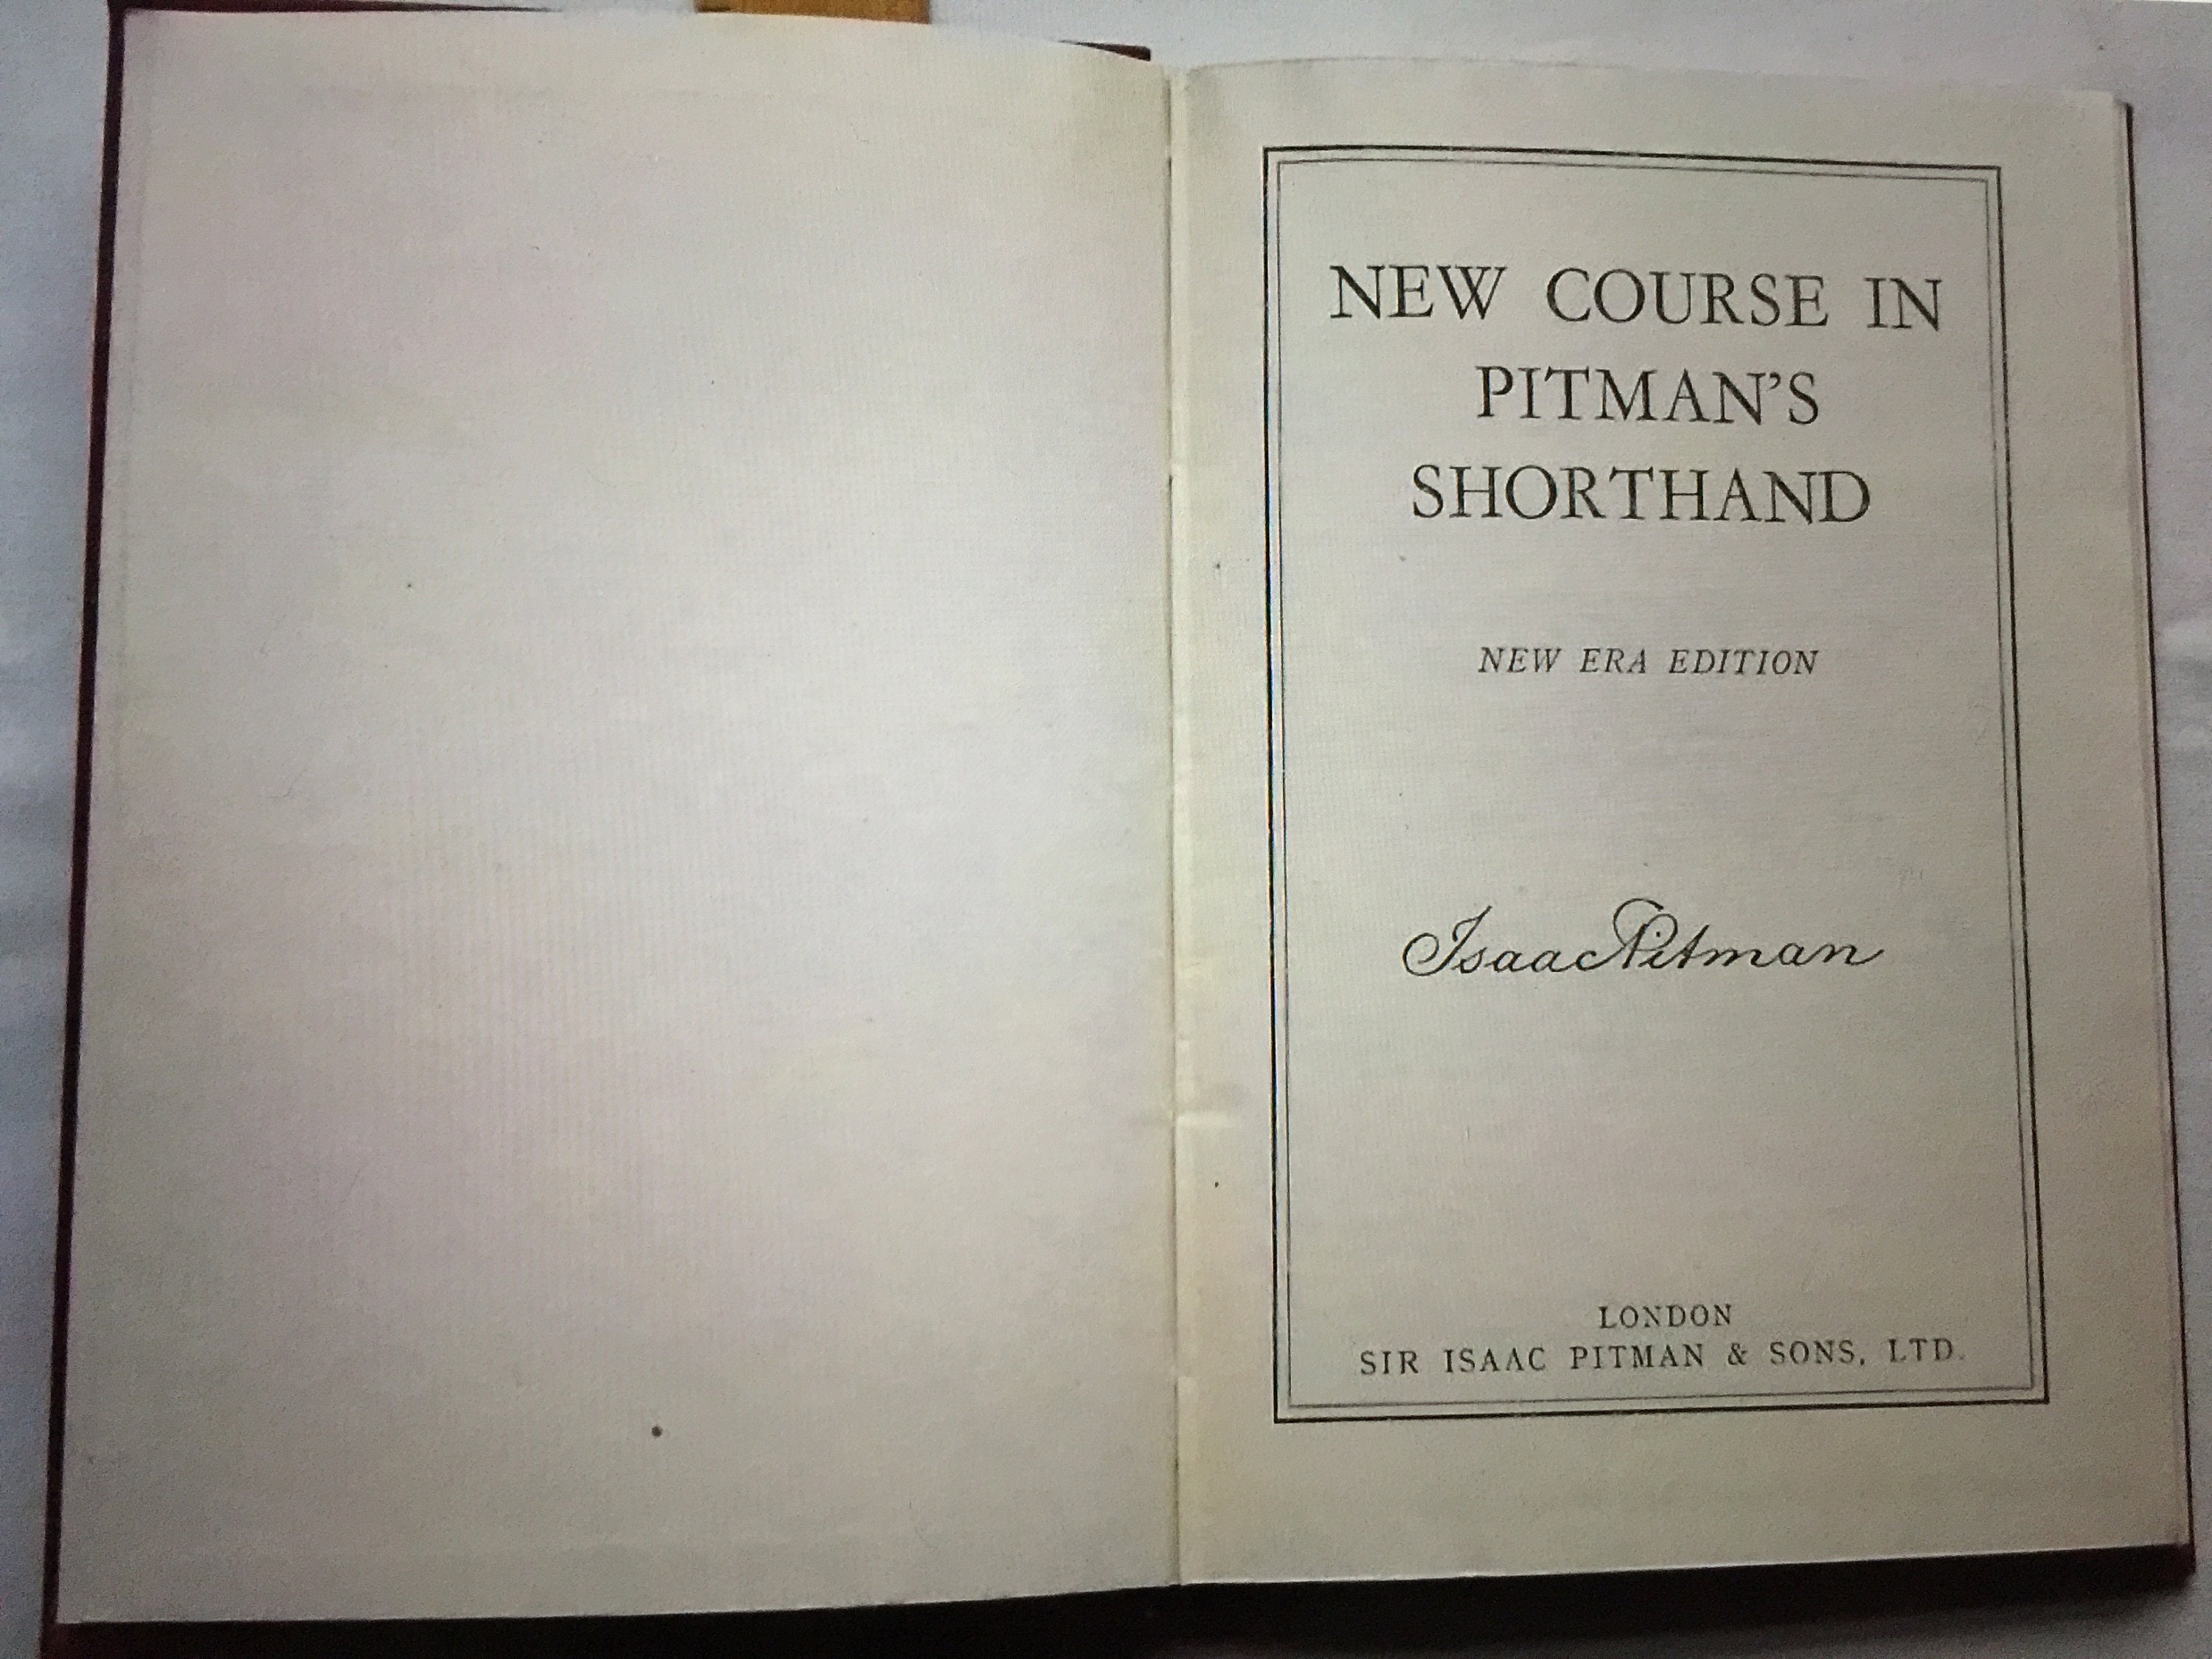 NEW COURSE IN
PITMAN'S
SHORTHAND
NEW ERA EDITION
Isaac Pitman
LONDON
SIR ISAAC PITMAN & SONS, LTD.